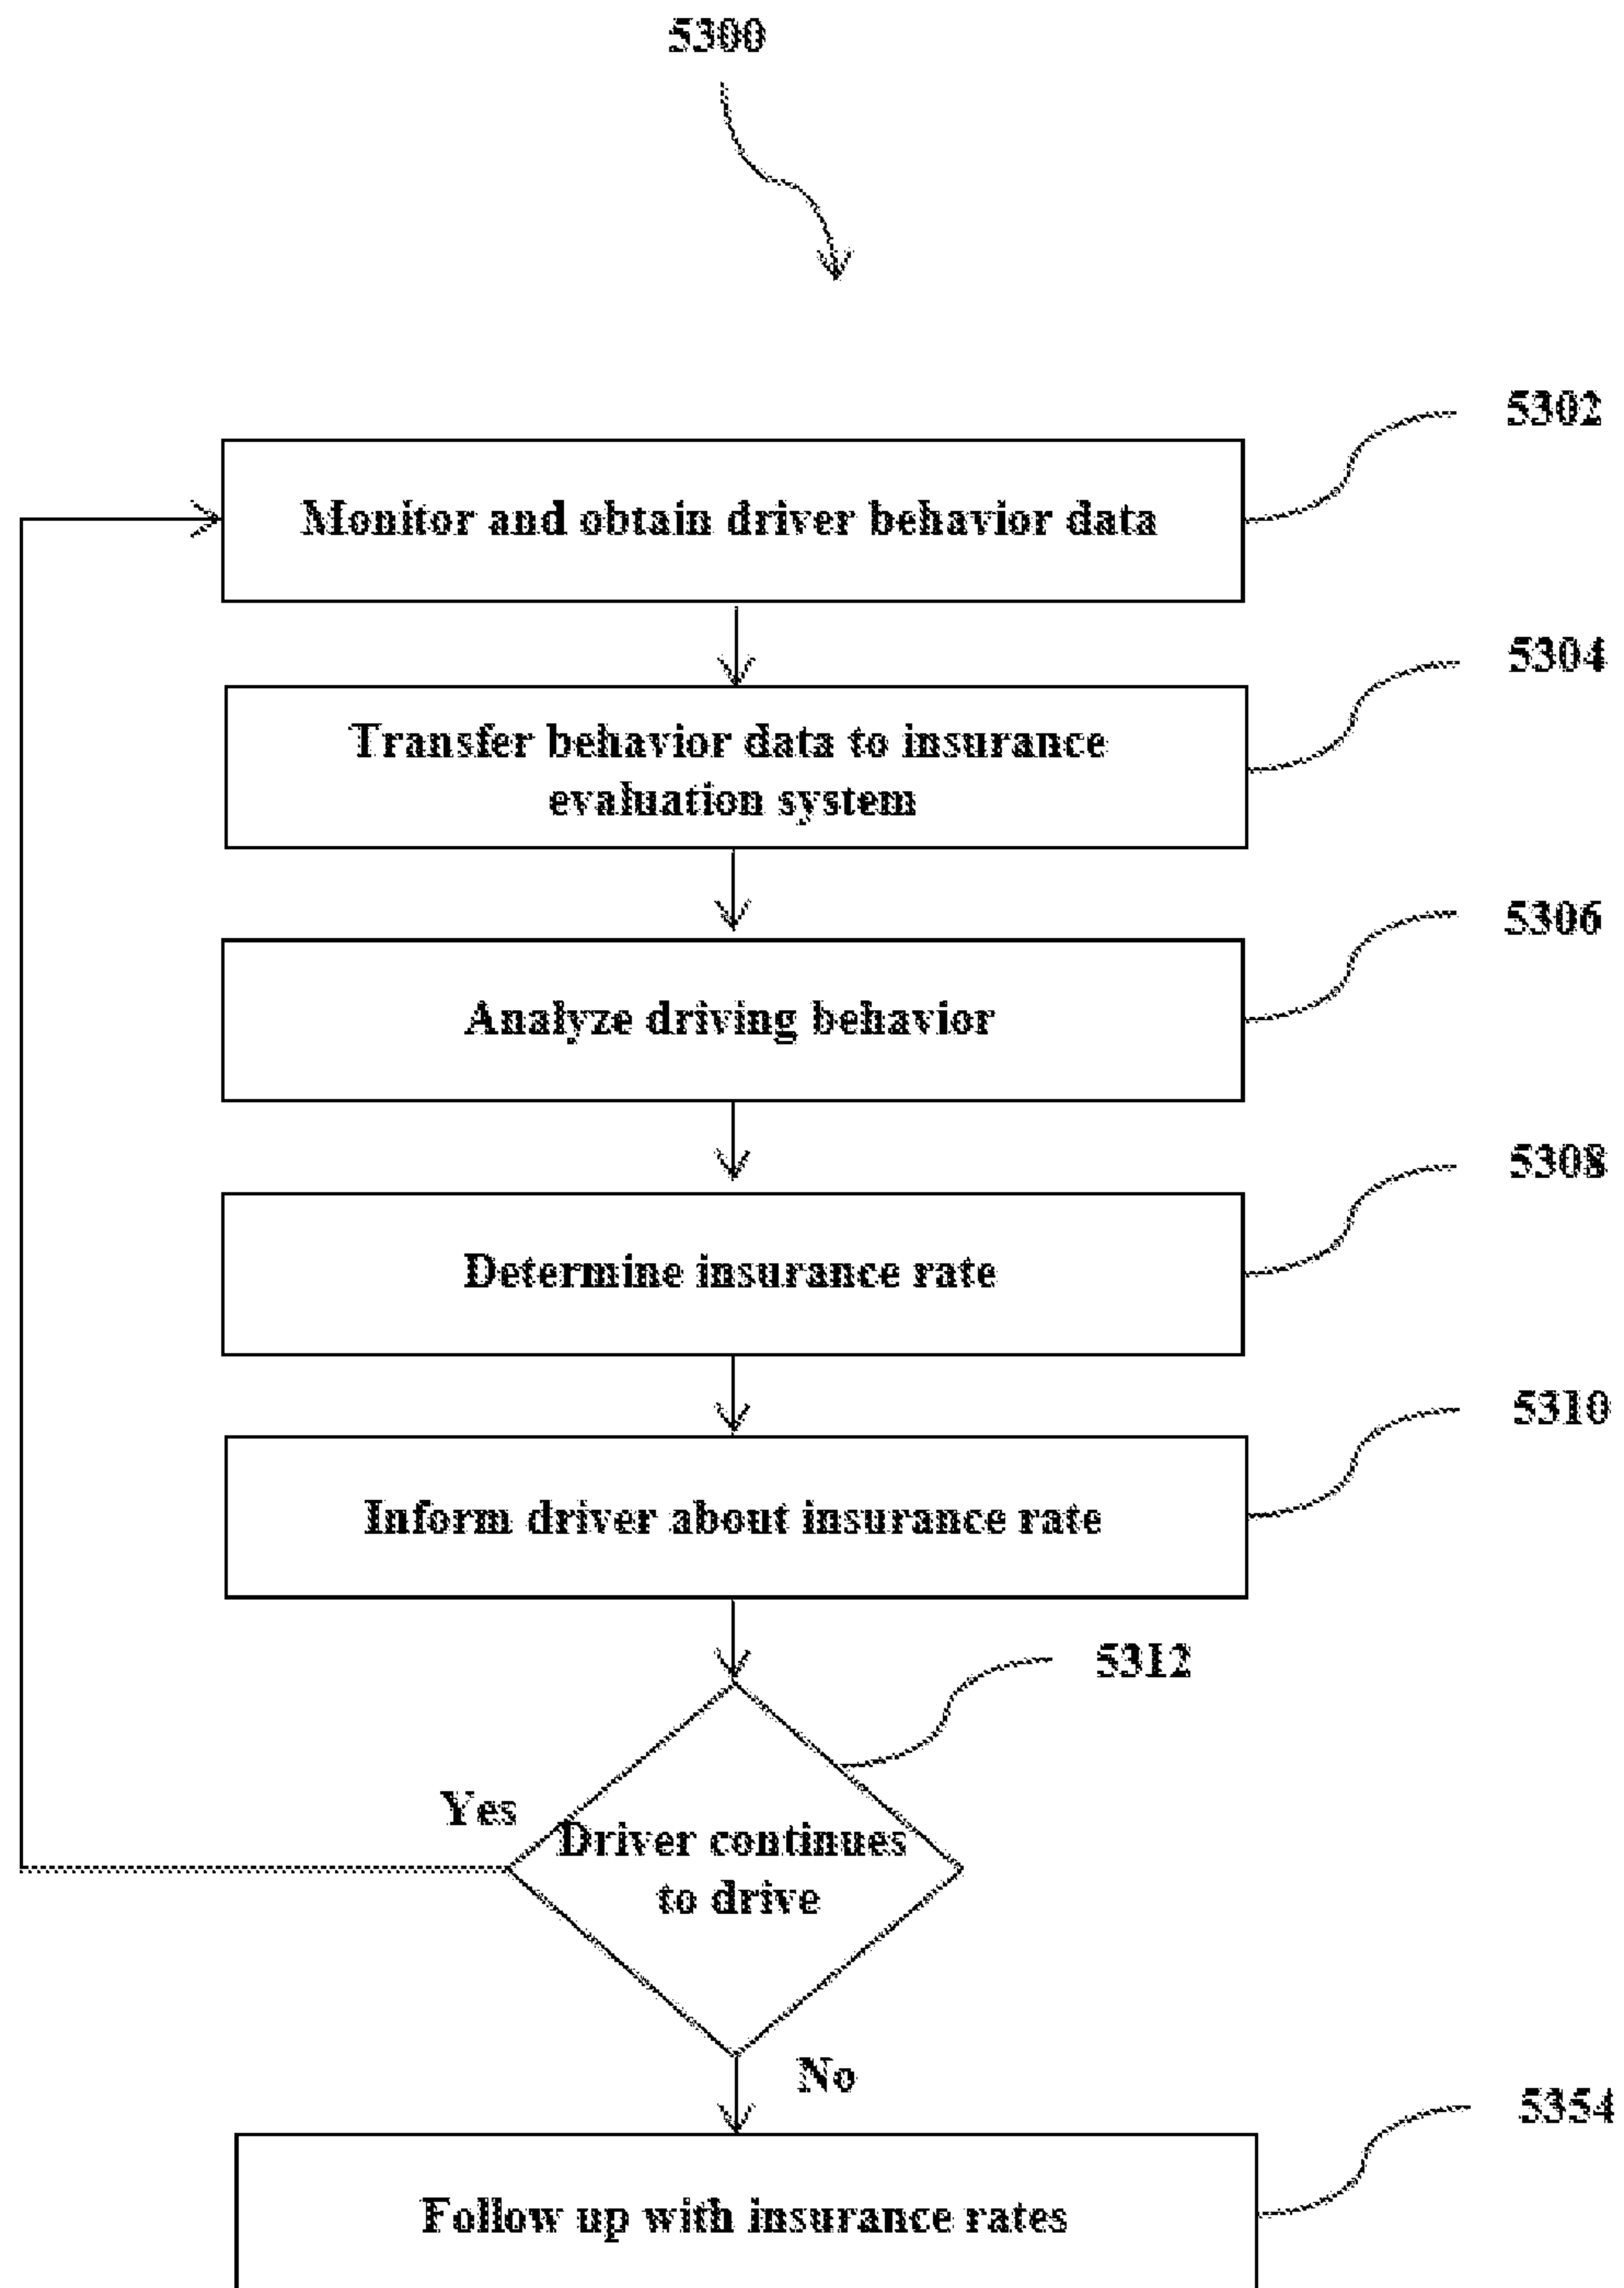 5300
5302
Monitor and obtain driver behavior data
5304
Transfer behavior data to insurance
evaluation system
5306
Analyze driving behavior
5308
Determine insurance rate
5310
Inform driver about insurance rate
5312
Yes
Driver continues
to drive
No
5354
Follow up with insurance rates